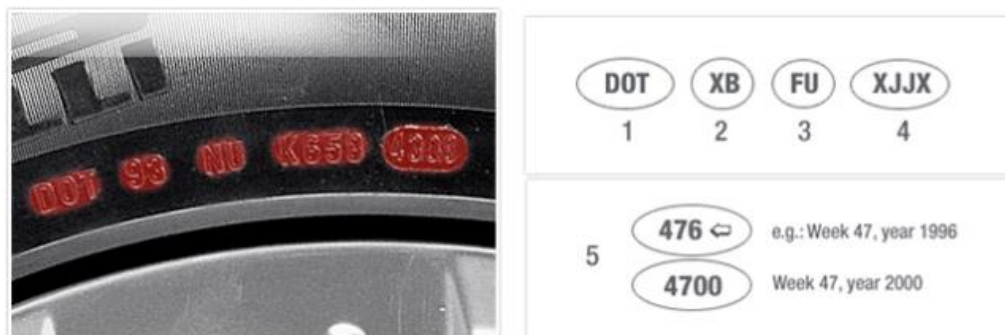 DOT 93 NU K658 4309
DOT XB FU XJJX
1 2 3 4
5
476 ⇦ e.g.: Week 47, year 1996
4700 Week 47, year 2000